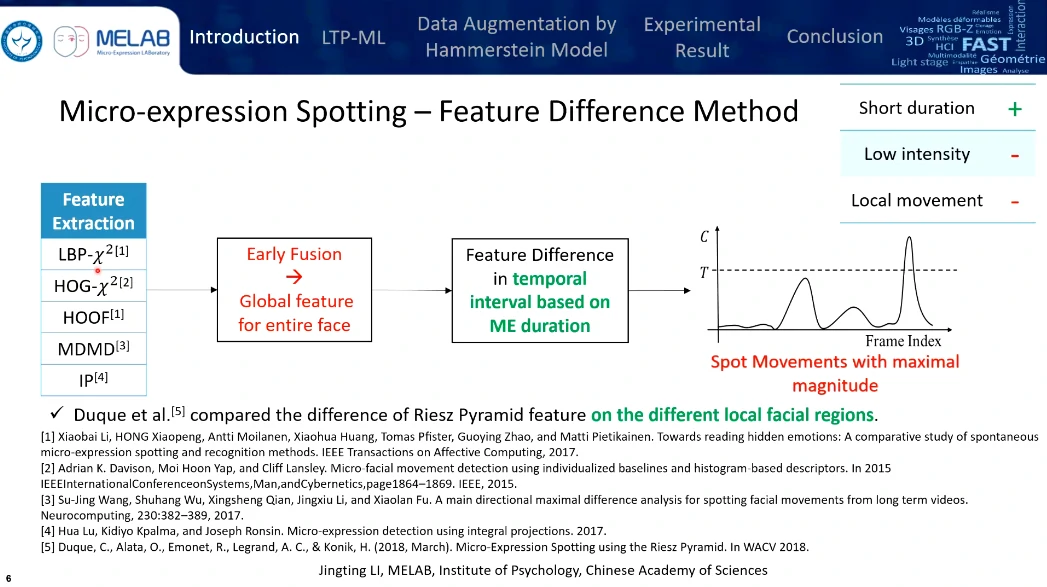 MELAB
Micro-Expression LABoratory
Introduction
LTP-ML
Data Augmentation by
Hammerstein Model
Experimental
Result
Conclusion
Réalisme
Modèles déformables
Visages RGB-Z Emotion
3D Synthèse FAST
HCI
Multimodalité Géométrie
Light stage Empathie
Images Analyse
Expression
Interaction
Micro-expression Spotting – Feature Difference Method
Short duration +
Low intensity -
Local movement -
Feature
Extraction
LBP-χ²[1]
HOG-χ²[2]
HOOF[1]
MDMD[3]
IP[4]
Early Fusion
→
Global feature
for entire face
Feature Difference
in temporal
interval based on
ME duration
C
T
Frame Index
Spot Movements with maximal
magnitude
✓ Duque et al.[5] compared the difference of Riesz Pyramid feature on the different local facial regions.
[1] Xiaobai Li, HONG Xiaopeng, Antti Moilanen, Xiaohua Huang, Tomas Pfister, Guoying Zhao, and Matti Pietikainen. Towards reading hidden emotions: A comparative study of spontaneous
micro-expression spotting and recognition methods. IEEE Transactions on Affective Computing, 2017.
[2] Adrian K. Davison, Moi Hoon Yap, and Cliff Lansley. Micro-facial movement detection using individualized baselines and histogram-based descriptors. In 2015
IEEEInternationalConferenceonSystems,Man,andCybernetics,page1864–1869. IEEE, 2015.
[3] Su-Jing Wang, Shuhang Wu, Xingsheng Qian, Jingxiu Li, and Xiaolan Fu. A main directional maximal difference analysis for spotting facial movements from long term videos.
Neurocomputing, 230:382–389, 2017.
[4] Hua Lu, Kidiyo Kpalma, and Joseph Ronsin. Micro-expression detection using integral projections. 2017.
[5] Duque, C., Alata, O., Emonet, R., Legrand, A. C., & Konik, H. (2018, March). Micro-Expression Spotting using the Riesz Pyramid. In WACV 2018.
Jingting LI, MELAB, Institute of Psychology, Chinese Academy of Sciences
6